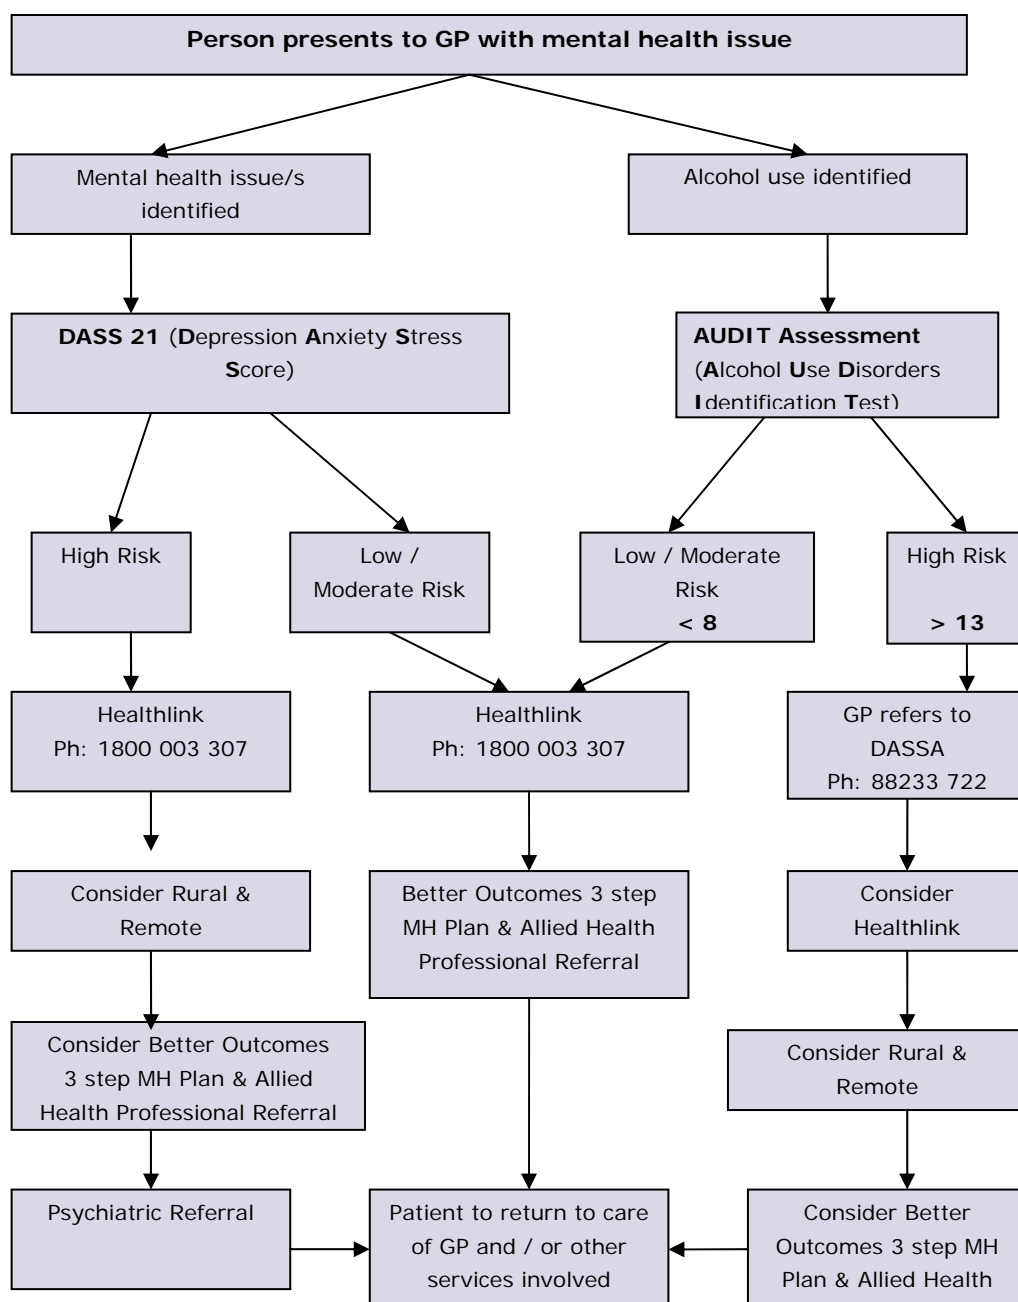 Person presents to GP with mental health issue
Mental health issue/s
identified
Alcohol use identified
DASS 21 (Depression Anxiety Stress
Score)
AUDIT Assessment
(Alcohol Use Disorders
Identification Test)
High Risk
Low /
Moderate Risk
Low / Moderate
Risk
< 8
High Risk
> 13
Healthlink
Ph: 1800 003 307
Healthlink
Ph: 1800 003 307
GP refers to
DASSA
Ph: 88233 722
Consider Rural &
Remote
Better Outcomes 3 step
MH Plan & Allied Health
Professional Referral
Consider
Healthlink
Consider Better Outcomes
3 step MH Plan & Allied
Health Professional Referral
Consider Rural &
Remote
Psychiatric Referral
Patient to return to care
of GP and / or other
services involved
Consider Better
Outcomes 3 step MH
Plan & Allied Health